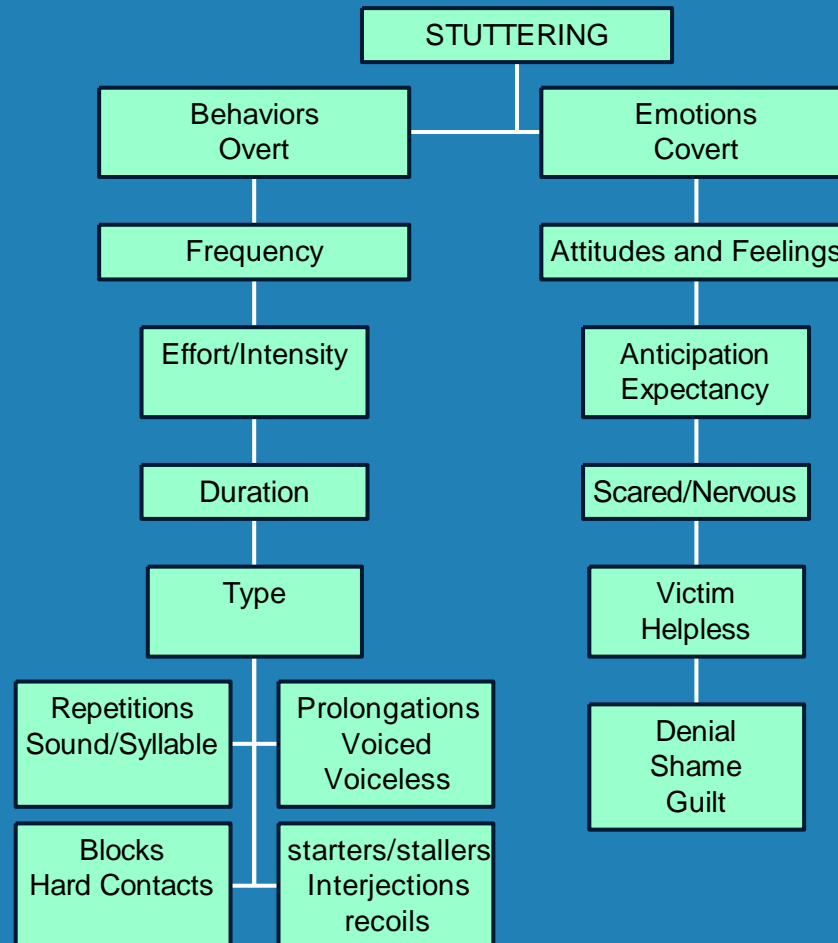 STUTTERING
Behaviors
Overt
Emotions
Covert
Frequency
Attitudes and Feelings
Effort/Intensity
Anticipation
Expectancy
Duration
Scared/Nervous
Type
Victim
Helpless
Repetitions
Sound/Syllable
Prolongations
Voiced
Voiceless
Denial
Shame
Guilt
Blocks
Hard Contacts
starters/stallers
Interjections
recoils